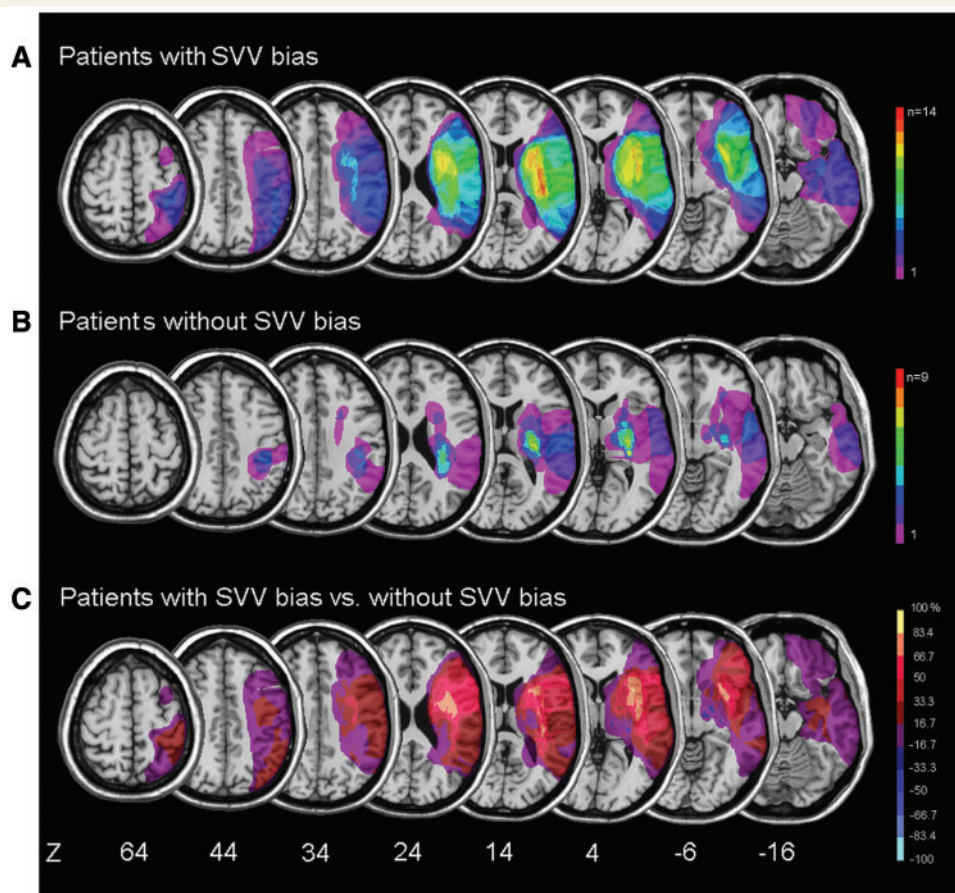 A
Patients with SVV bias
n=14
1
B
Patients without SVV bias
n=9
1
C
Patients with SVV bias vs. without SVV bias
100 %
83.4
66.7
50
33.3
16.7
-16.7
-33.3
-50
-66.7
-83.4
-100
Z 64 44 34 24 14 4 -6 -16